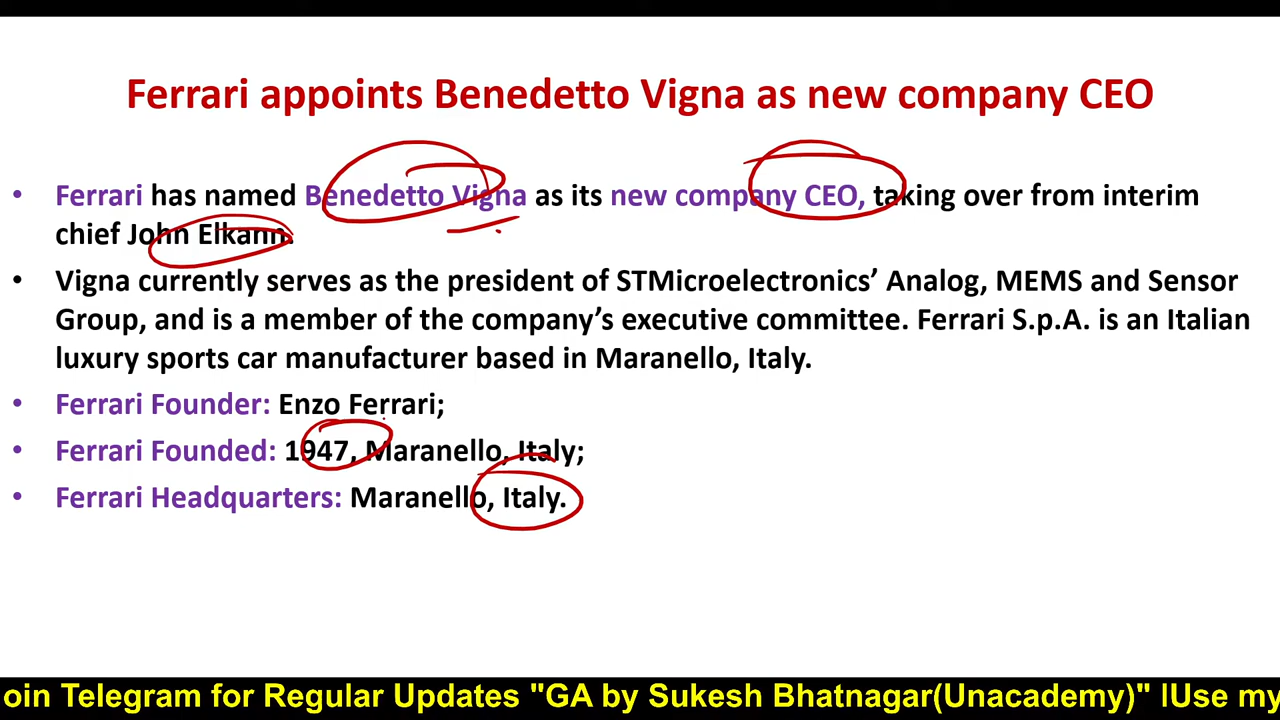 Ferrari appoints Benedetto Vigna as new company CEO
• Ferrari has named Benedetto Vigna as its new company CEO, taking over from interim
chief John Elkann.
• Vigna currently serves as the president of STMicroelectronics’ Analog, MEMS and Sensor
Group, and is a member of the company’s executive committee. Ferrari S.p.A. is an Italian
luxury sports car manufacturer based in Maranello, Italy.
• Ferrari Founder: Enzo Ferrari;
• Ferrari Founded: 1947, Maranello, Italy;
• Ferrari Headquarters: Maranello, Italy.
oin Telegram for Regular Updates "GA by Sukesh Bhatnagar(Unacademy)" lUse my